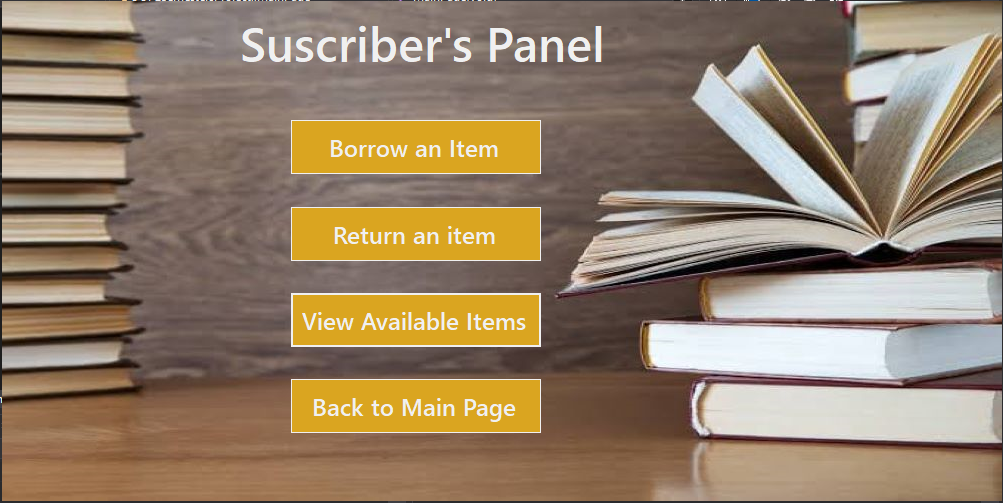 Suscriber's Panel
Borrow an Item
Return an item
View Available Items
Back to Main Page